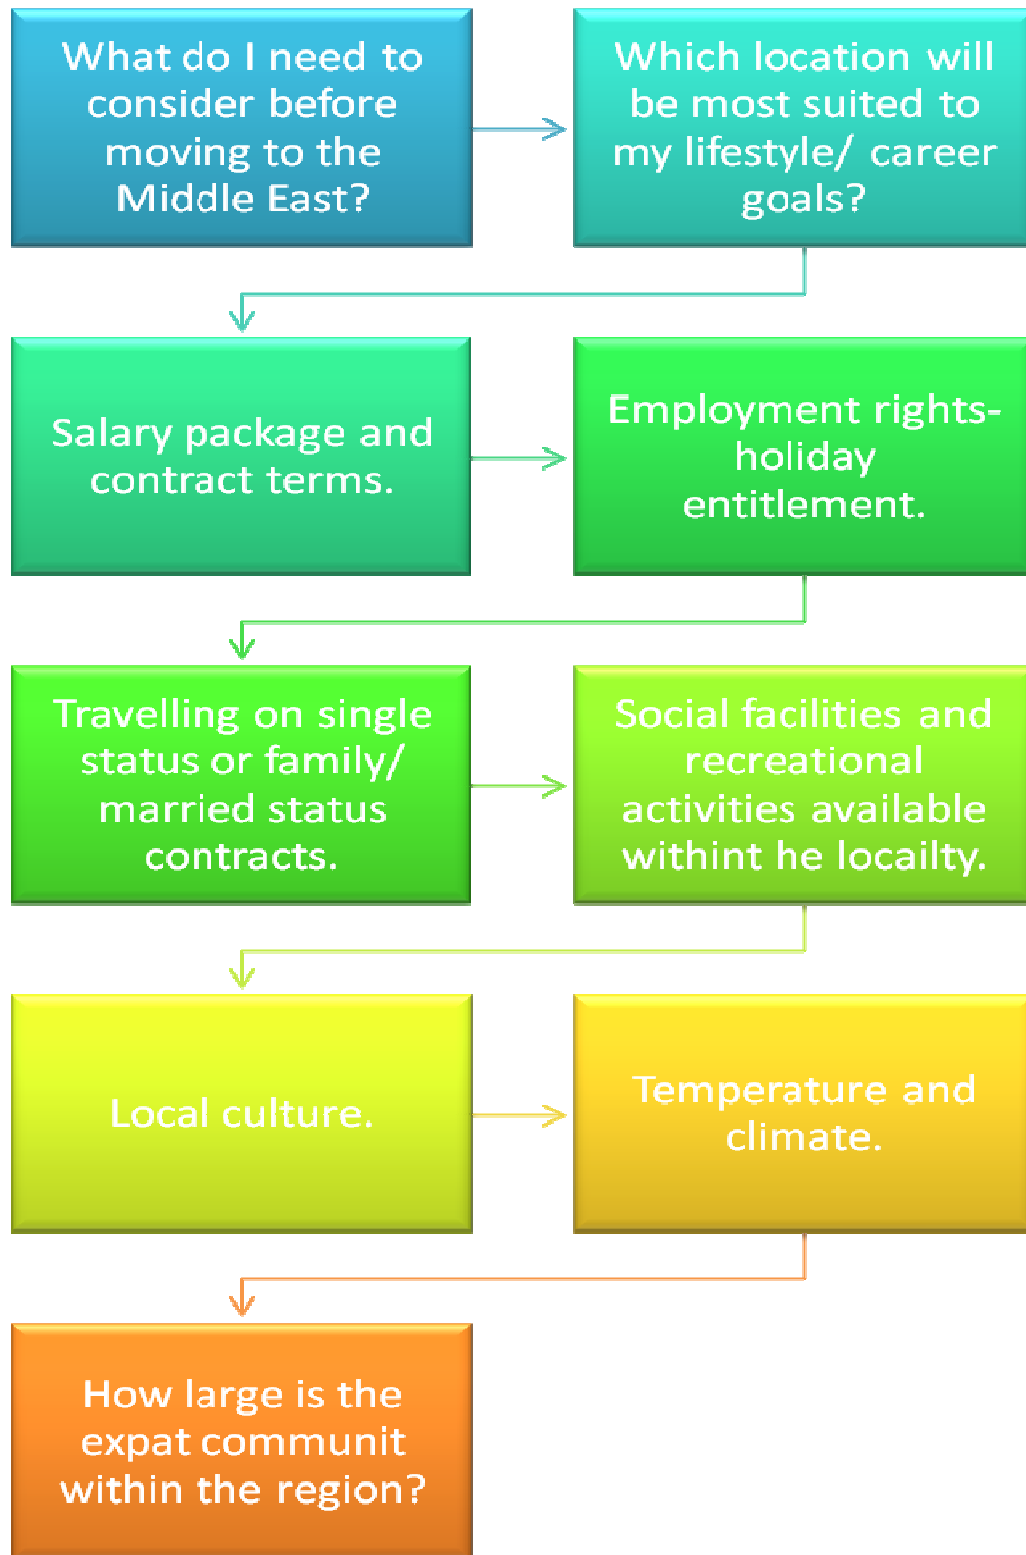 What do I need to
consider before
moving to the
Middle East?
Which location will
be most suited to
my lifestyle/ career
goals?
Salary package and
contract terms.
Employment rights-
holiday
entitlement.
Travelling on single
status or family/
married status
contracts.
Social facilities and
recreational
activities available
withint he locailty.
Local culture.
Temperature and
climate.
How large is the
expat communit
within the region?